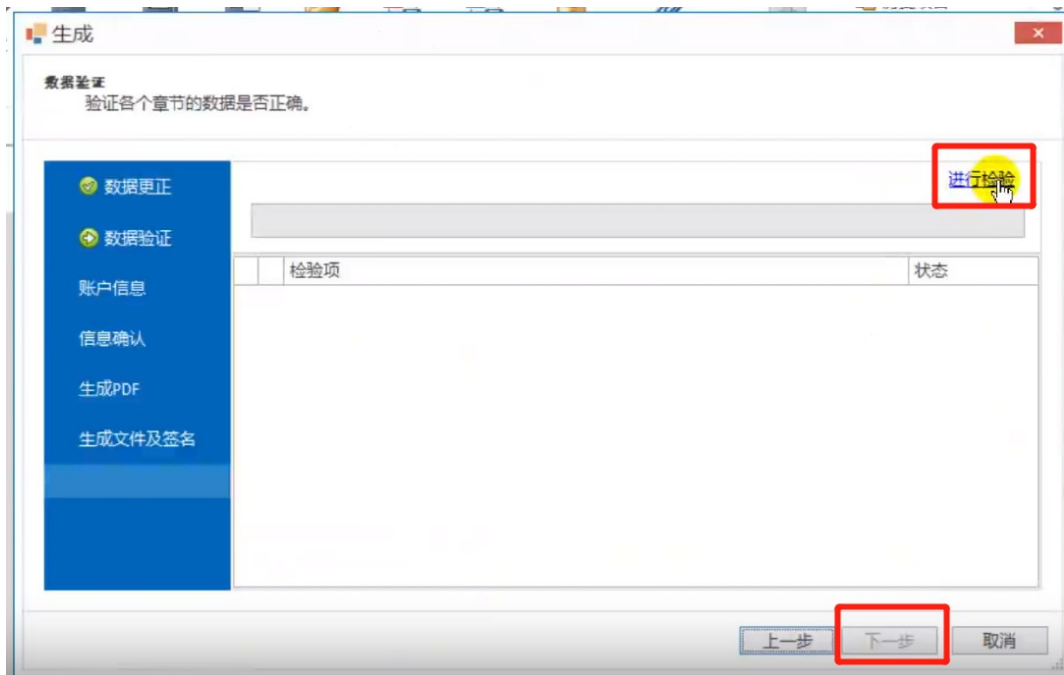 生成
数据验证
验证各个章节的数据是否正确。
进行检验
数据更正
数据验证
账户信息
信息确认
生成PDF
生成文件及签名
检验项 状态
上一步 下一步 取消